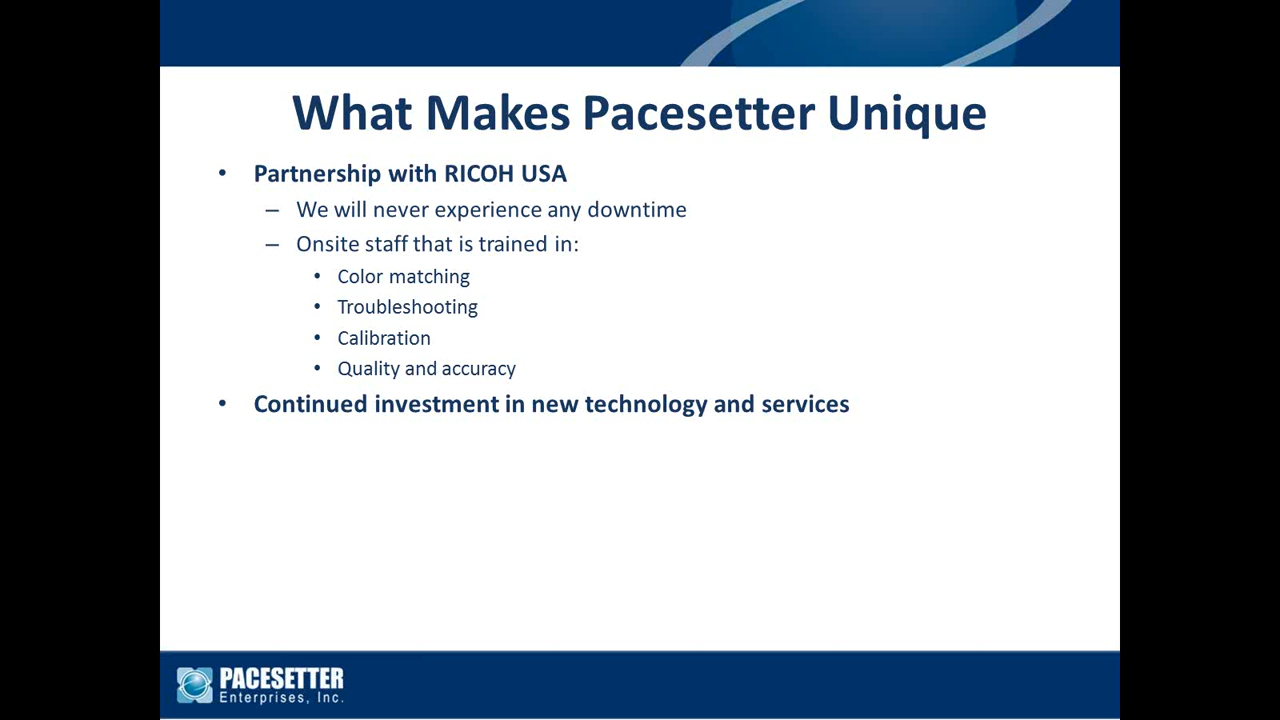 What Makes Pacesetter Unique
• Partnership with RICOH USA
– We will never experience any downtime
– Onsite staff that is trained in:
• Color matching
• Troubleshooting
• Calibration
• Quality and accuracy
• Continued investment in new technology and services
PACESETTER
Enterprises, Inc.